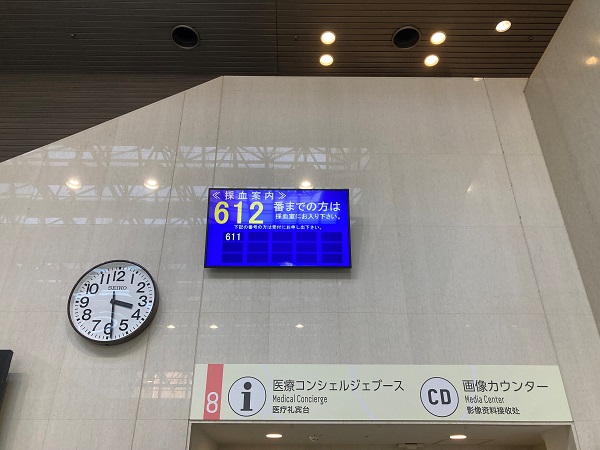 ≪採血案内≫
612 番までの方は
採血室にお入り下さい。
下記の番号の方は受付にお申し出下さい。
611
12
1
2
3
4
5
6
7
8
9
10
11
SEIKO
8
i 医療コンシェルジェブース
Medical Concierge
医疗礼宾台
CD 画像カウンター
Media Center
影像资料接收处